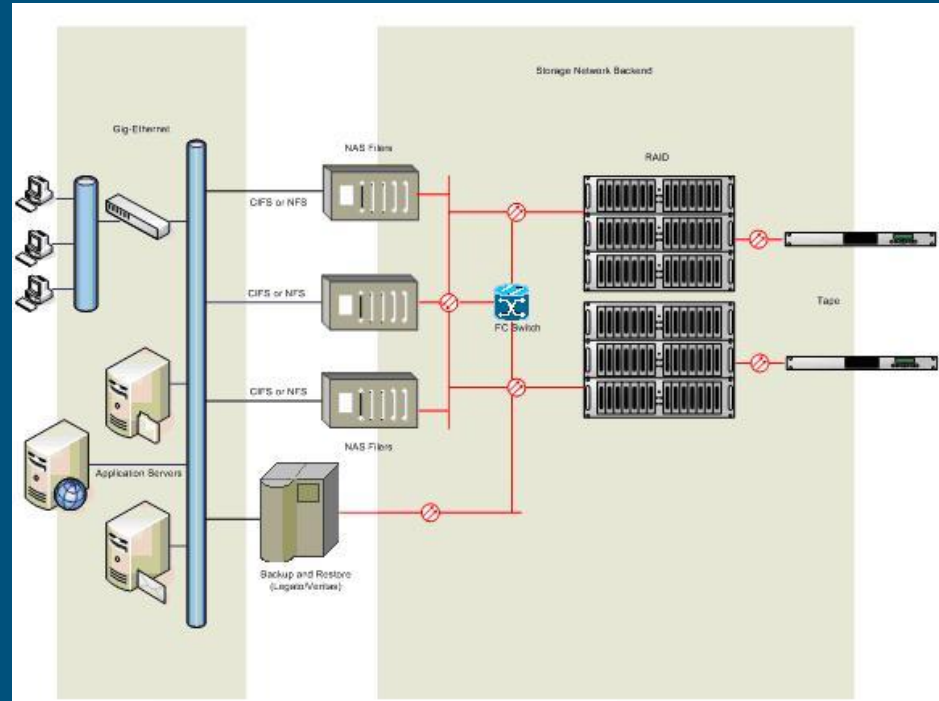 Storage Network Backend
Gig-Ethernet
NAS Filers
RAID
CIFS or NFS
CIFS or NFS
FC Switch
Tape
CIFS or NFS
NAS Filers
Application Servers
Backup and Restore
(Legato/Veritas)